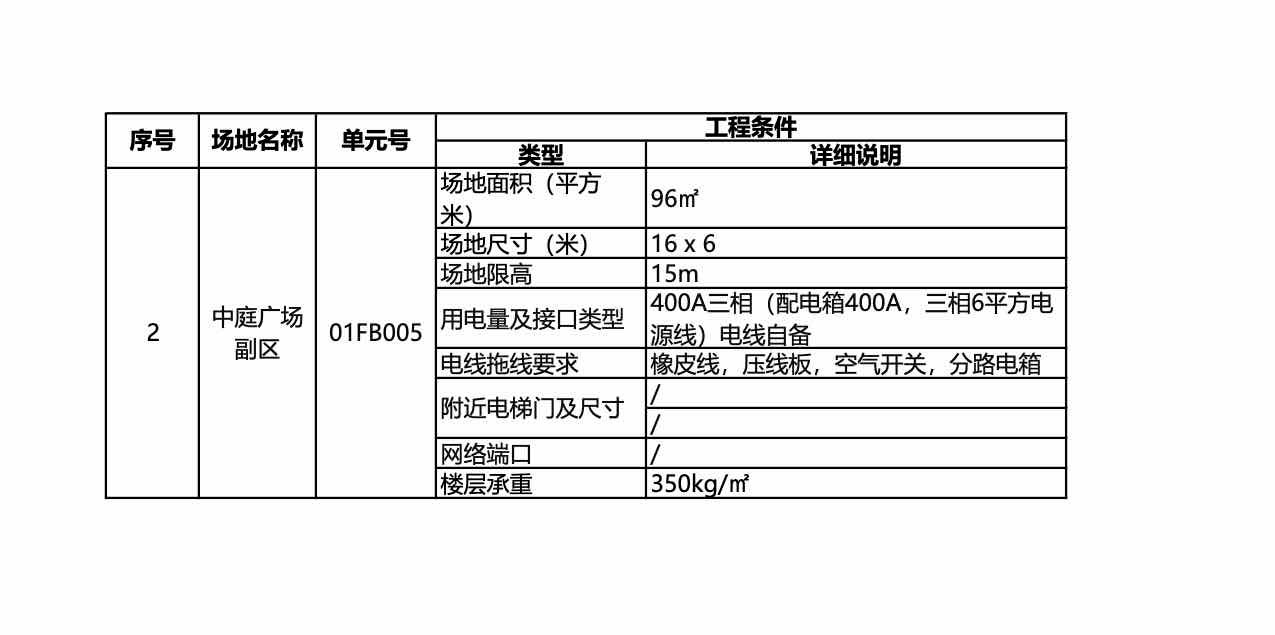 序号
场地名称
单元号
工程条件
类型
详细说明
2
中庭广场
副区
01FB005
场地面积（平方
米）
96㎡
场地尺寸（米）
16 x 6
场地限高
15m
用电量及接口类型
400A三相（配电箱400A，三相6平方电
源线）电线自备
电线拖线要求
橡皮线，压线板，空气开关，分路电箱
附近电梯门及尺寸
/
/
网络端口
/
楼层承重
350kg/㎡